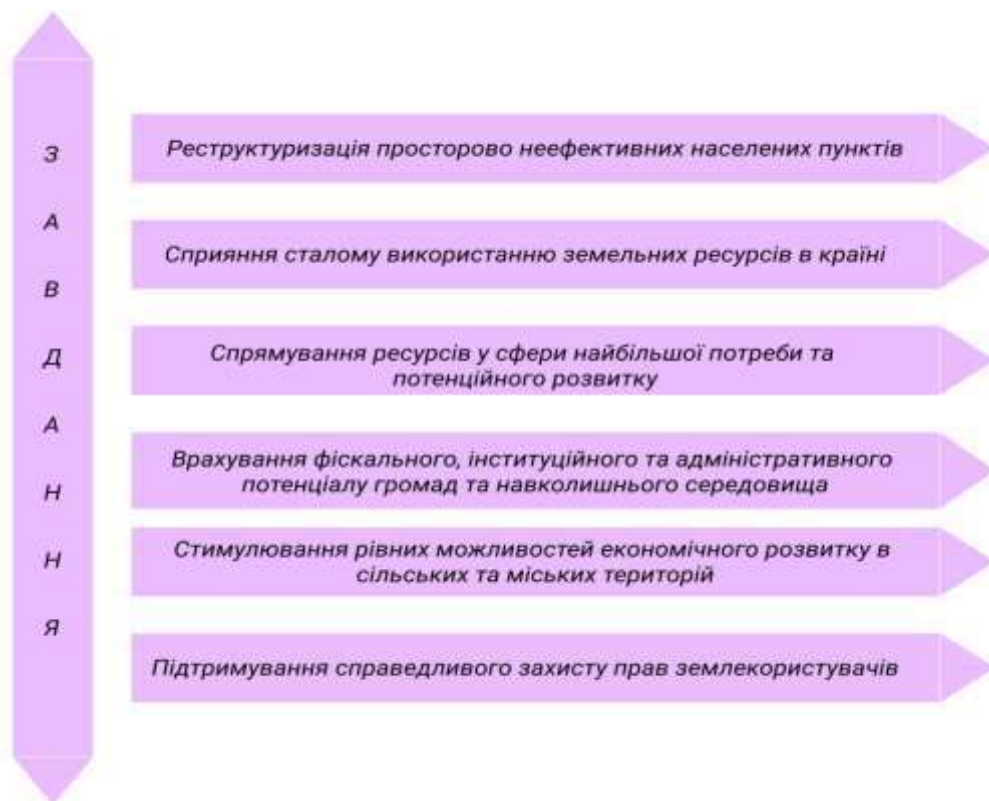 З
А
В
Д
А
Н
Н
Я
Реструктуризація просторово неефективних населених пунктів
Сприяння сталому використанню земельних ресурсів в країні
Спрямування ресурсів у сфери найбільшої потреби та
потенційного розвитку
Врахування фіскального, інституційного та адміністративного
потенціалу громад та навколишнього середовища
Стимулювання рівних можливостей економічного розвитку в
сільських та міських територій
Підтримування справедливого захисту прав землекористувачів